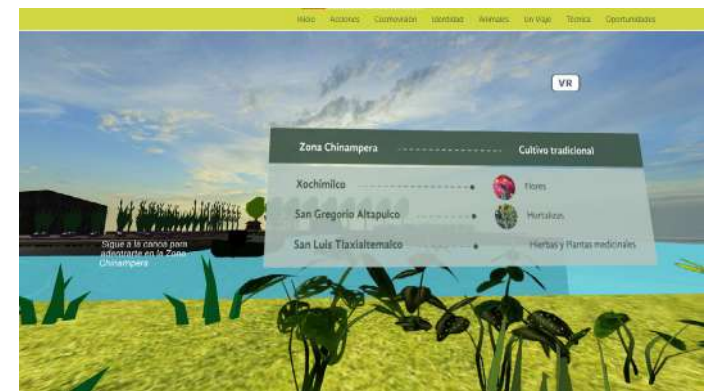 Inicio Acciones Cosmovisión Identidad Animales Un Viaje Técnica Oportunidades
VR
Zona Chinampera Cultivo tradicional
Xochimilco Flores
San Gregorio Altapulco Hortalizas
San Luis Tlaxialtemalco Hierbas y Plantas medicinales
Sigue a la canoa para
adentrarte en la Zona
Chinampera